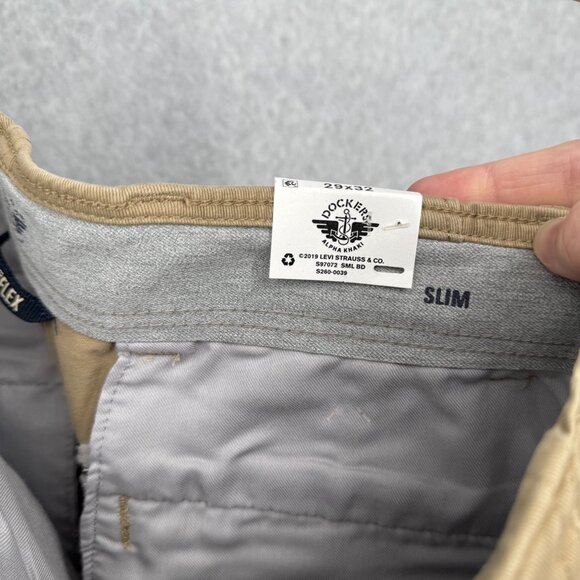 29x32
DOCKERS
ALPHA KHAKI
©2019 LEVI STRAUSS & CO.
S97072 SML BD
S260-0039
SLIM
FLEX